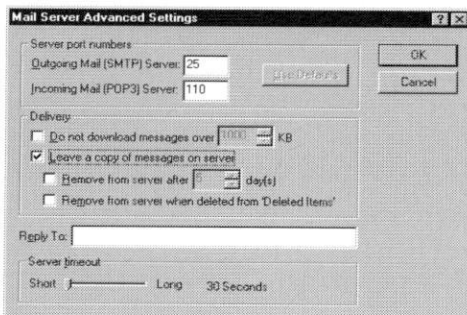 Mail Server Advanced Settings
Server port numbers
Outgoing Mail (SMTP) Server: 25
Incoming Mail (POP3) Server: 110
Use Defaults
OK
Cancel
Delivery
Do not download messages over 1000 KB
Leave a copy of messages on server
Remove from server after 5 day(s)
Remove from server when deleted from 'Deleted Items'
Reply To:
Server timeout
Short Long 30 Seconds